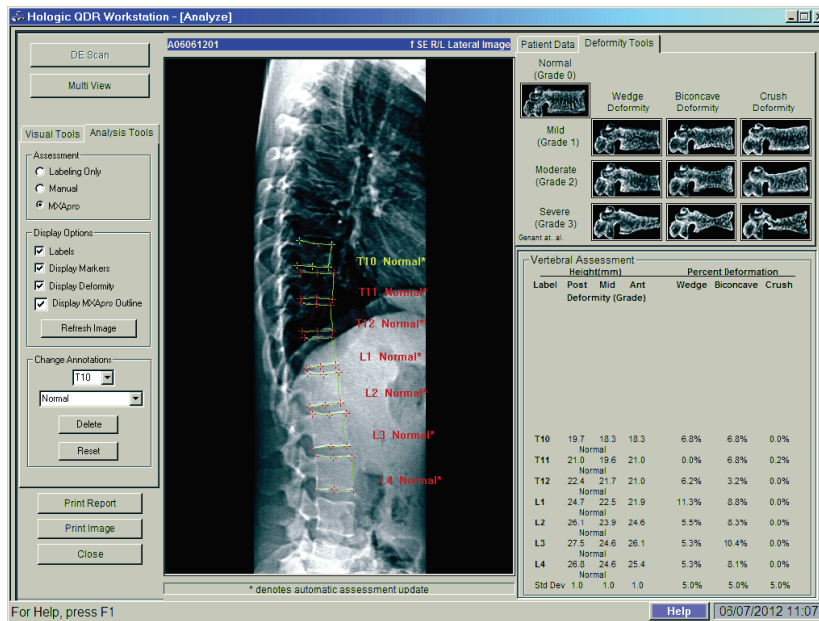 Hologic QDR Workstation - [Analyze]
DE Scan
Multi View
Visual Tools
Analysis Tools
Assessment
Labeling Only
Manual
MXApro
Display Options
Labels
Display Markers
Display Deformity
Display MXApro Outline
Refresh Image
Change Annotations
T10
Normal
Delete
Reset
Print Report
Print Image
Close
A06061201 f SE R/L Lateral Image
T10 Normal*
T11 Normal*
T12 Normal*
L1 Normal*
L2 Normal*
L3 Normal*
L4 Normal*
* denotes automatic assessment update
Patient Data
Deformity Tools
Normal
(Grade 0)
Wedge
Deformity
Biconcave
Deformity
Crush
Deformity
Mild
(Grade 1)
Moderate
(Grade 2)
Severe
(Grade 3)
Genant at. al.
Vertebral Assessment
Height(mm) Percent Deformation
Label Post Mid Ant Wedge Biconcave Crush
Deformity (Grade)
T10 19.7 18.3 18.3 6.8% 6.8% 0.0%
Normal
T11 21.0 19.6 21.0 0.0% 6.8% 0.2%
Normal
T12 22.4 21.7 21.0 6.2% 3.2% 0.0%
Normal
L1 24.7 22.5 21.9 11.3% 8.8% 0.0%
Normal
L2 26.1 23.9 24.6 5.5% 8.3% 0.0%
Normal
L3 27.5 24.6 26.1 5.3% 10.4% 0.0%
Normal
L4 26.8 24.6 25.4 5.3% 8.1% 0.0%
Normal
Std Dev 1.0 1.0 1.0 5.0% 5.0% 5.0%
For Help, press F1
Help
06/07/2012 11:07